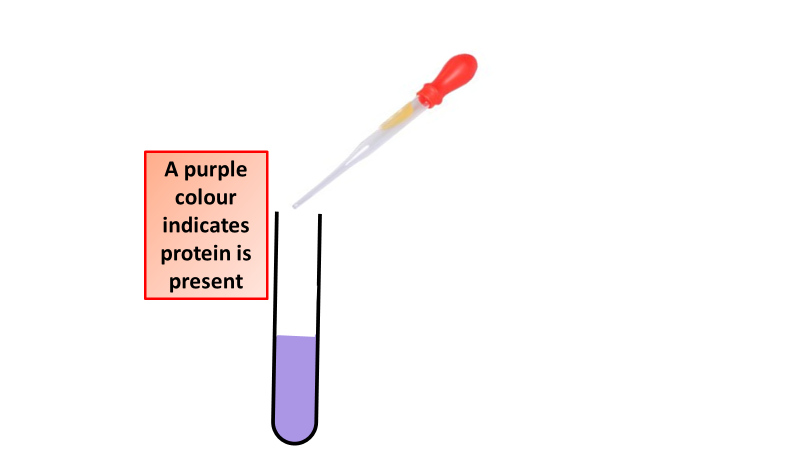 A purple
colour
indicates
protein is
present